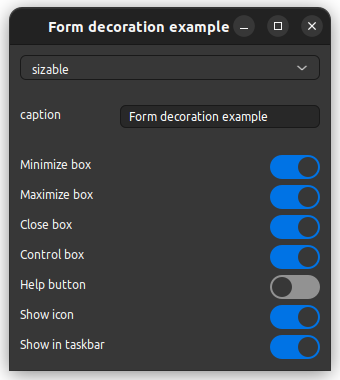 Form decoration example
sizable
caption
Form decoration example
Minimize box
Maximize box
Close box
Control box
Help button
Show icon
Show in taskbar